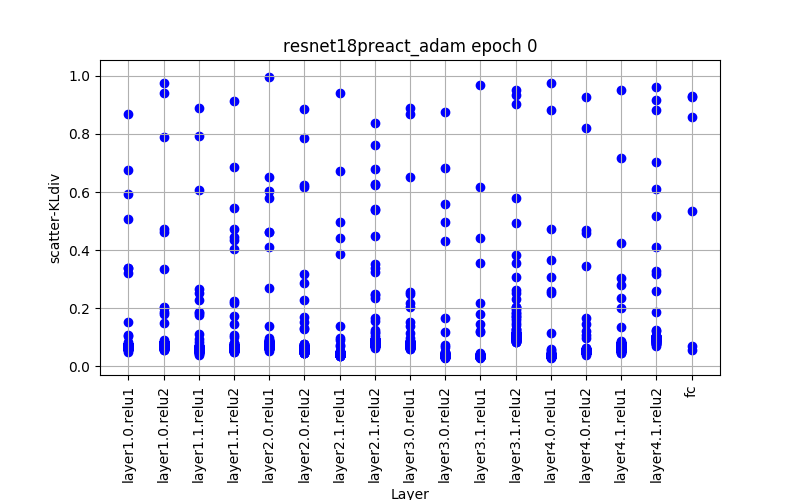 resnet18preact_adam epoch 0
scatter-KLdiv
1.0
0.8
0.6
0.4
0.2
0.0
layer1.0.relu1
layer1.0.relu2
layer1.1.relu1
layer1.1.relu2
layer2.0.relu1
layer2.0.relu2
layer2.1.relu1
layer2.1.relu2
layer3.0.relu1
layer3.0.relu2
layer3.1.relu1
layer3.1.relu2
layer4.0.relu1
layer4.0.relu2
layer4.1.relu1
layer4.1.relu2
fc
Layer